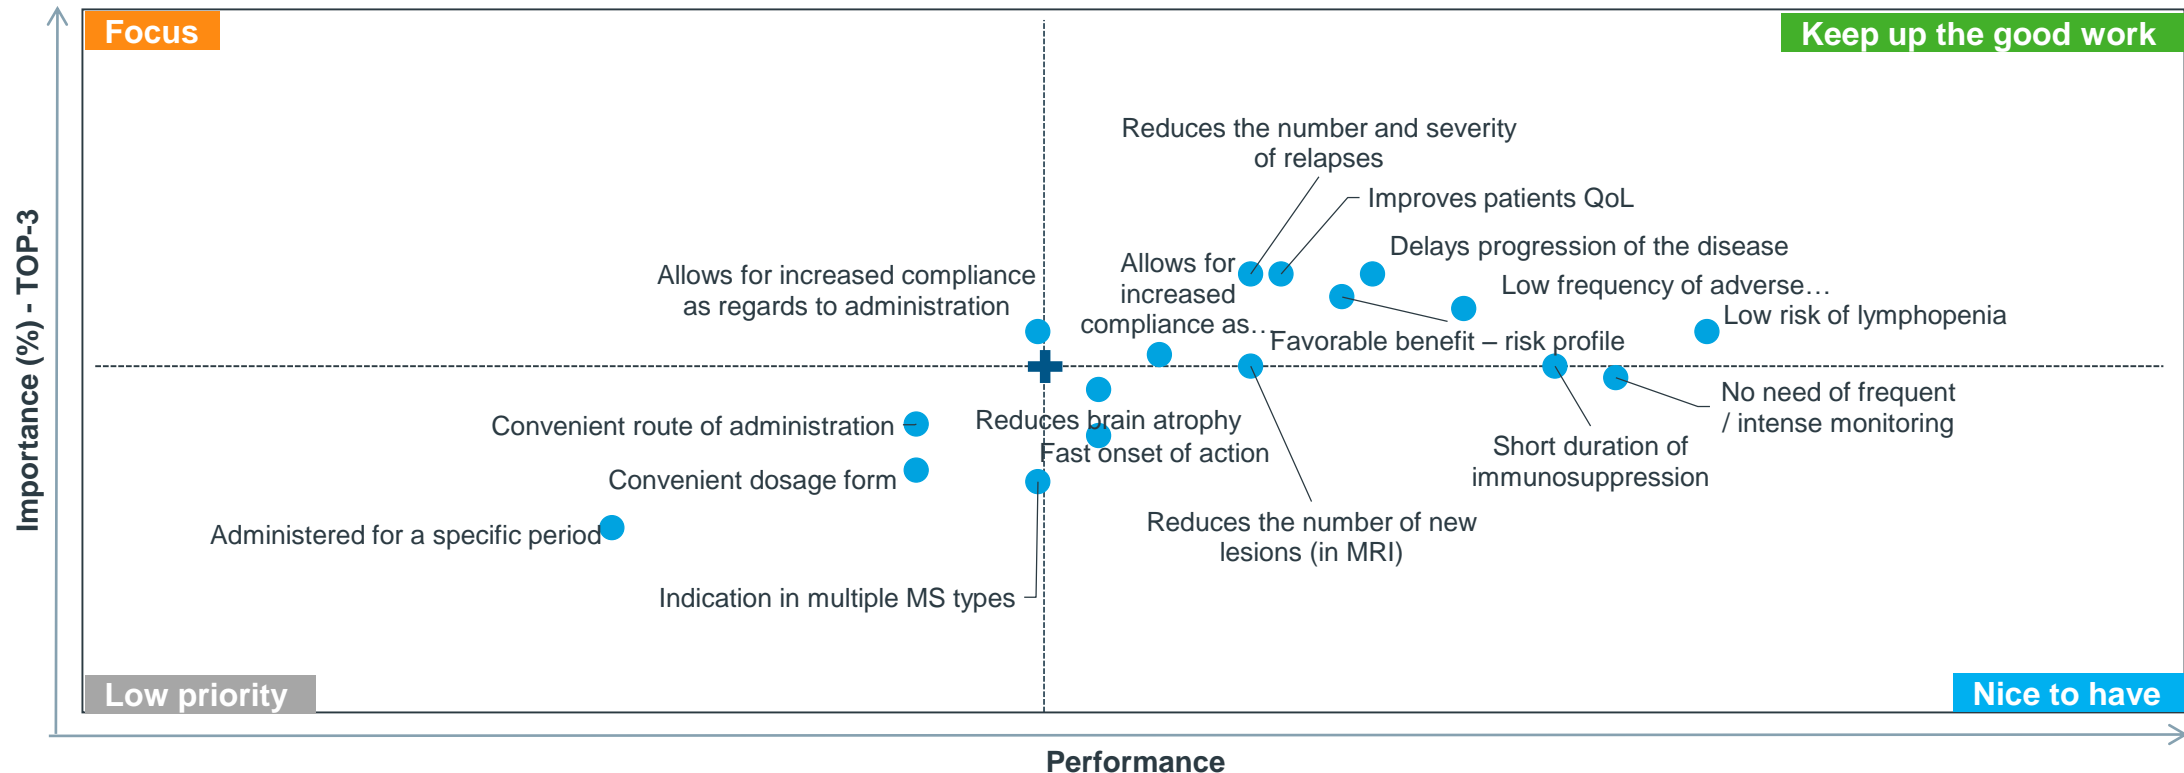 Focus
Keep up the good work
Reduces the number and severity
of relapses
Improves patients QoL
Delays progression of the disease
Allows for
increased
compliance as…
Allows for increased compliance
as regards to administration
Low frequency of adverse…
Low risk of lymphopenia
Favorable benefit – risk profile
Importance (%) - TOP-3
No need of frequent
/ intense monitoring
Convenient route of administration
Reduces brain atrophy
Fast onset of action
Short duration of
immunosuppression
Convenient dosage form
Administered for a specific period
Reduces the number of new
lesions (in MRI)
Indication in multiple MS types
Low priority
Nice to have
Performance